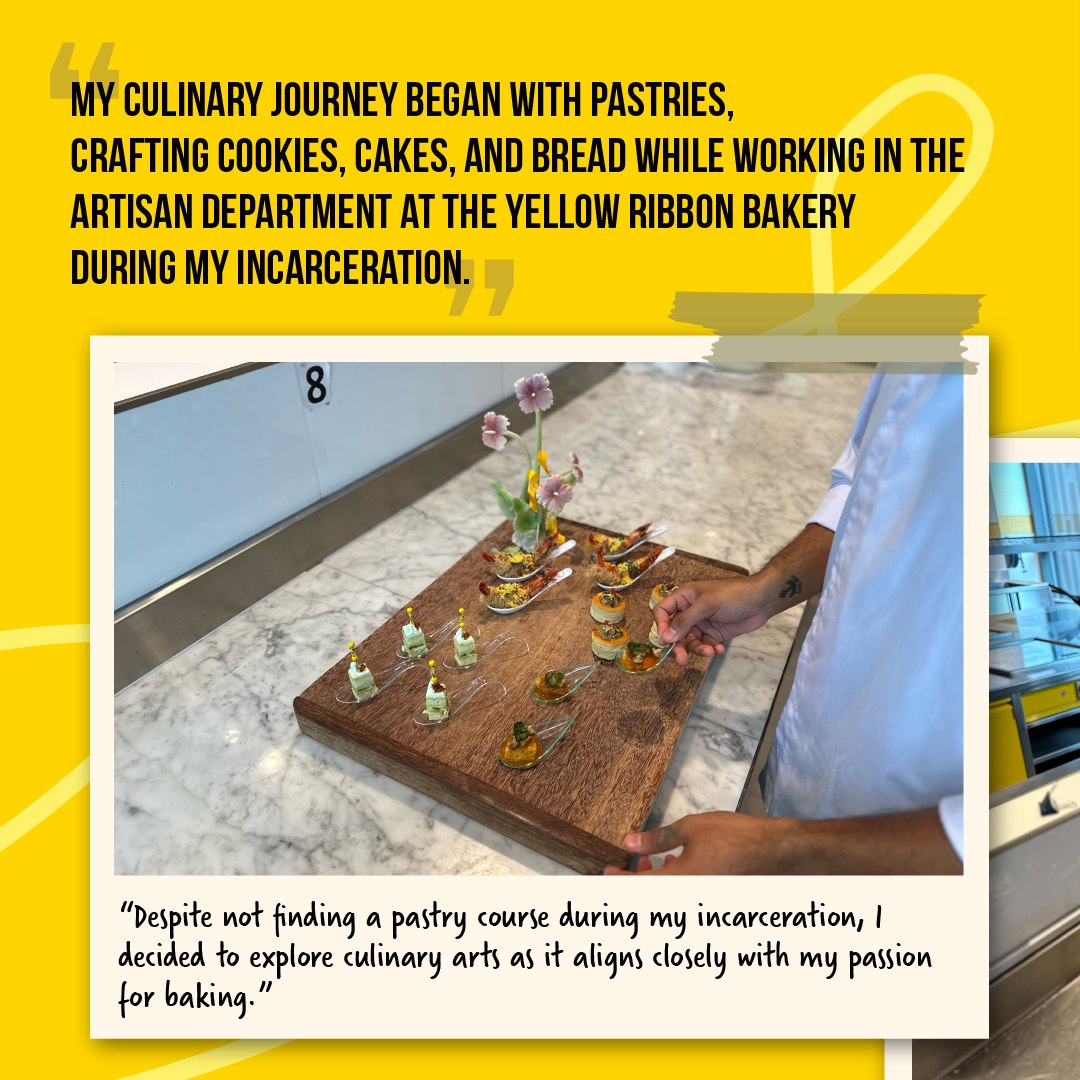 “
MY CULINARY JOURNEY BEGAN WITH PASTRIES,
CRAFTING COOKIES, CAKES, AND BREAD WHILE WORKING IN THE
ARTISAN DEPARTMENT AT THE YELLOW RIBBON BAKERY
DURING MY INCARCERATION.
”
8
“Despite not finding a pastry course during my incarceration, I
decided to explore culinary arts as it aligns closely with my passion
for baking.”